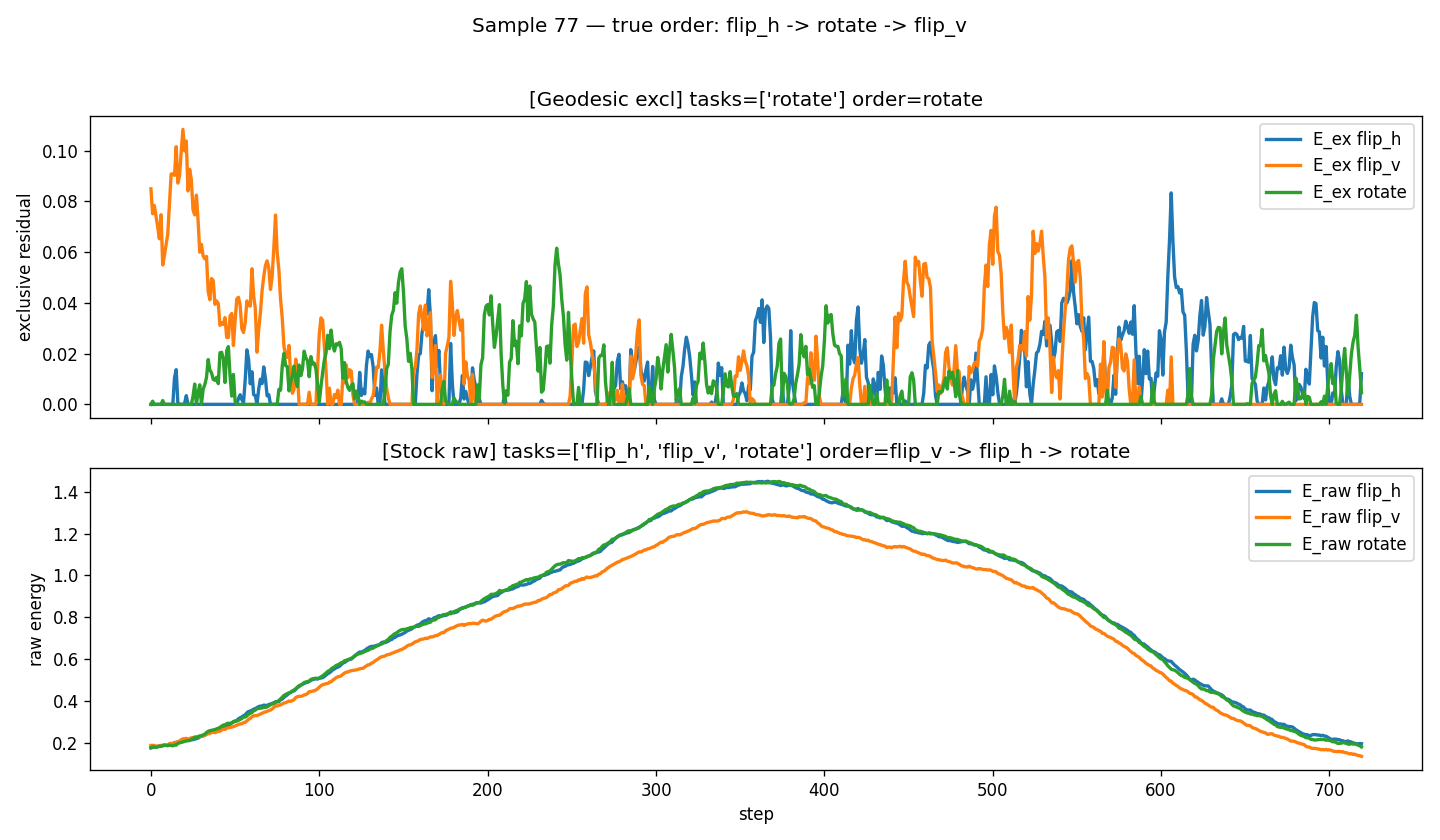 Sample 77 — true order: flip_h -> rotate -> flip_v
[Geodesic excl] tasks=['rotate'] order=rotate
exclusive residual
0.10
0.08
0.06
0.04
0.02
0.00
E_ex flip_h
E_ex flip_v
E_ex rotate
[Stock raw] tasks=['flip_h', 'flip_v', 'rotate'] order=flip_v -> flip_h -> rotate
raw energy
1.4
1.2
1.0
0.8
0.6
0.4
0.2
E_raw flip_h
E_raw flip_v
E_raw rotate
0 100 200 300 400 500 600 700
step